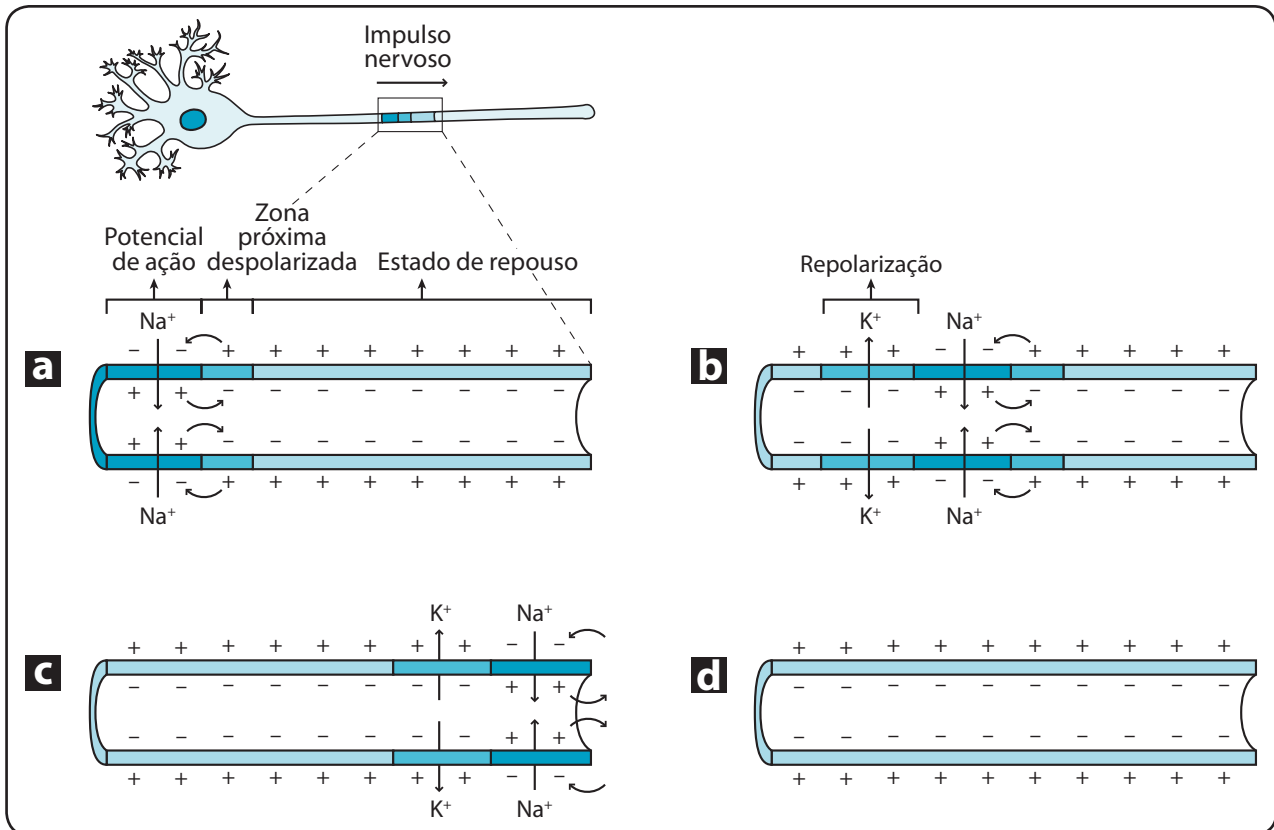 Impulso
nervoso
Potencial
de ação
Zona
próxima
despolarizada
Estado de repouso
Na⁺
− − + + + + + + +
a
+ + − − − − − − −
+ + − − − − − − −
− − + + + + + + +
Na⁺
Repolarização
K⁺ Na⁺
+ + + − − + + + + +
b
− − − + + − − − − −
− − − + + − − − − −
+ + + − − + + + + +
K⁺ Na⁺
K⁺ Na⁺
+ + + + + + + + − −
c
− − − − − − − − + +
− − − − − − − − + +
+ + + + + + + + − −
K⁺ Na⁺
+ + + + + + + + + +
d
− − − − − − − − − −
− − − − − − − − − −
+ + + + + + + + + +